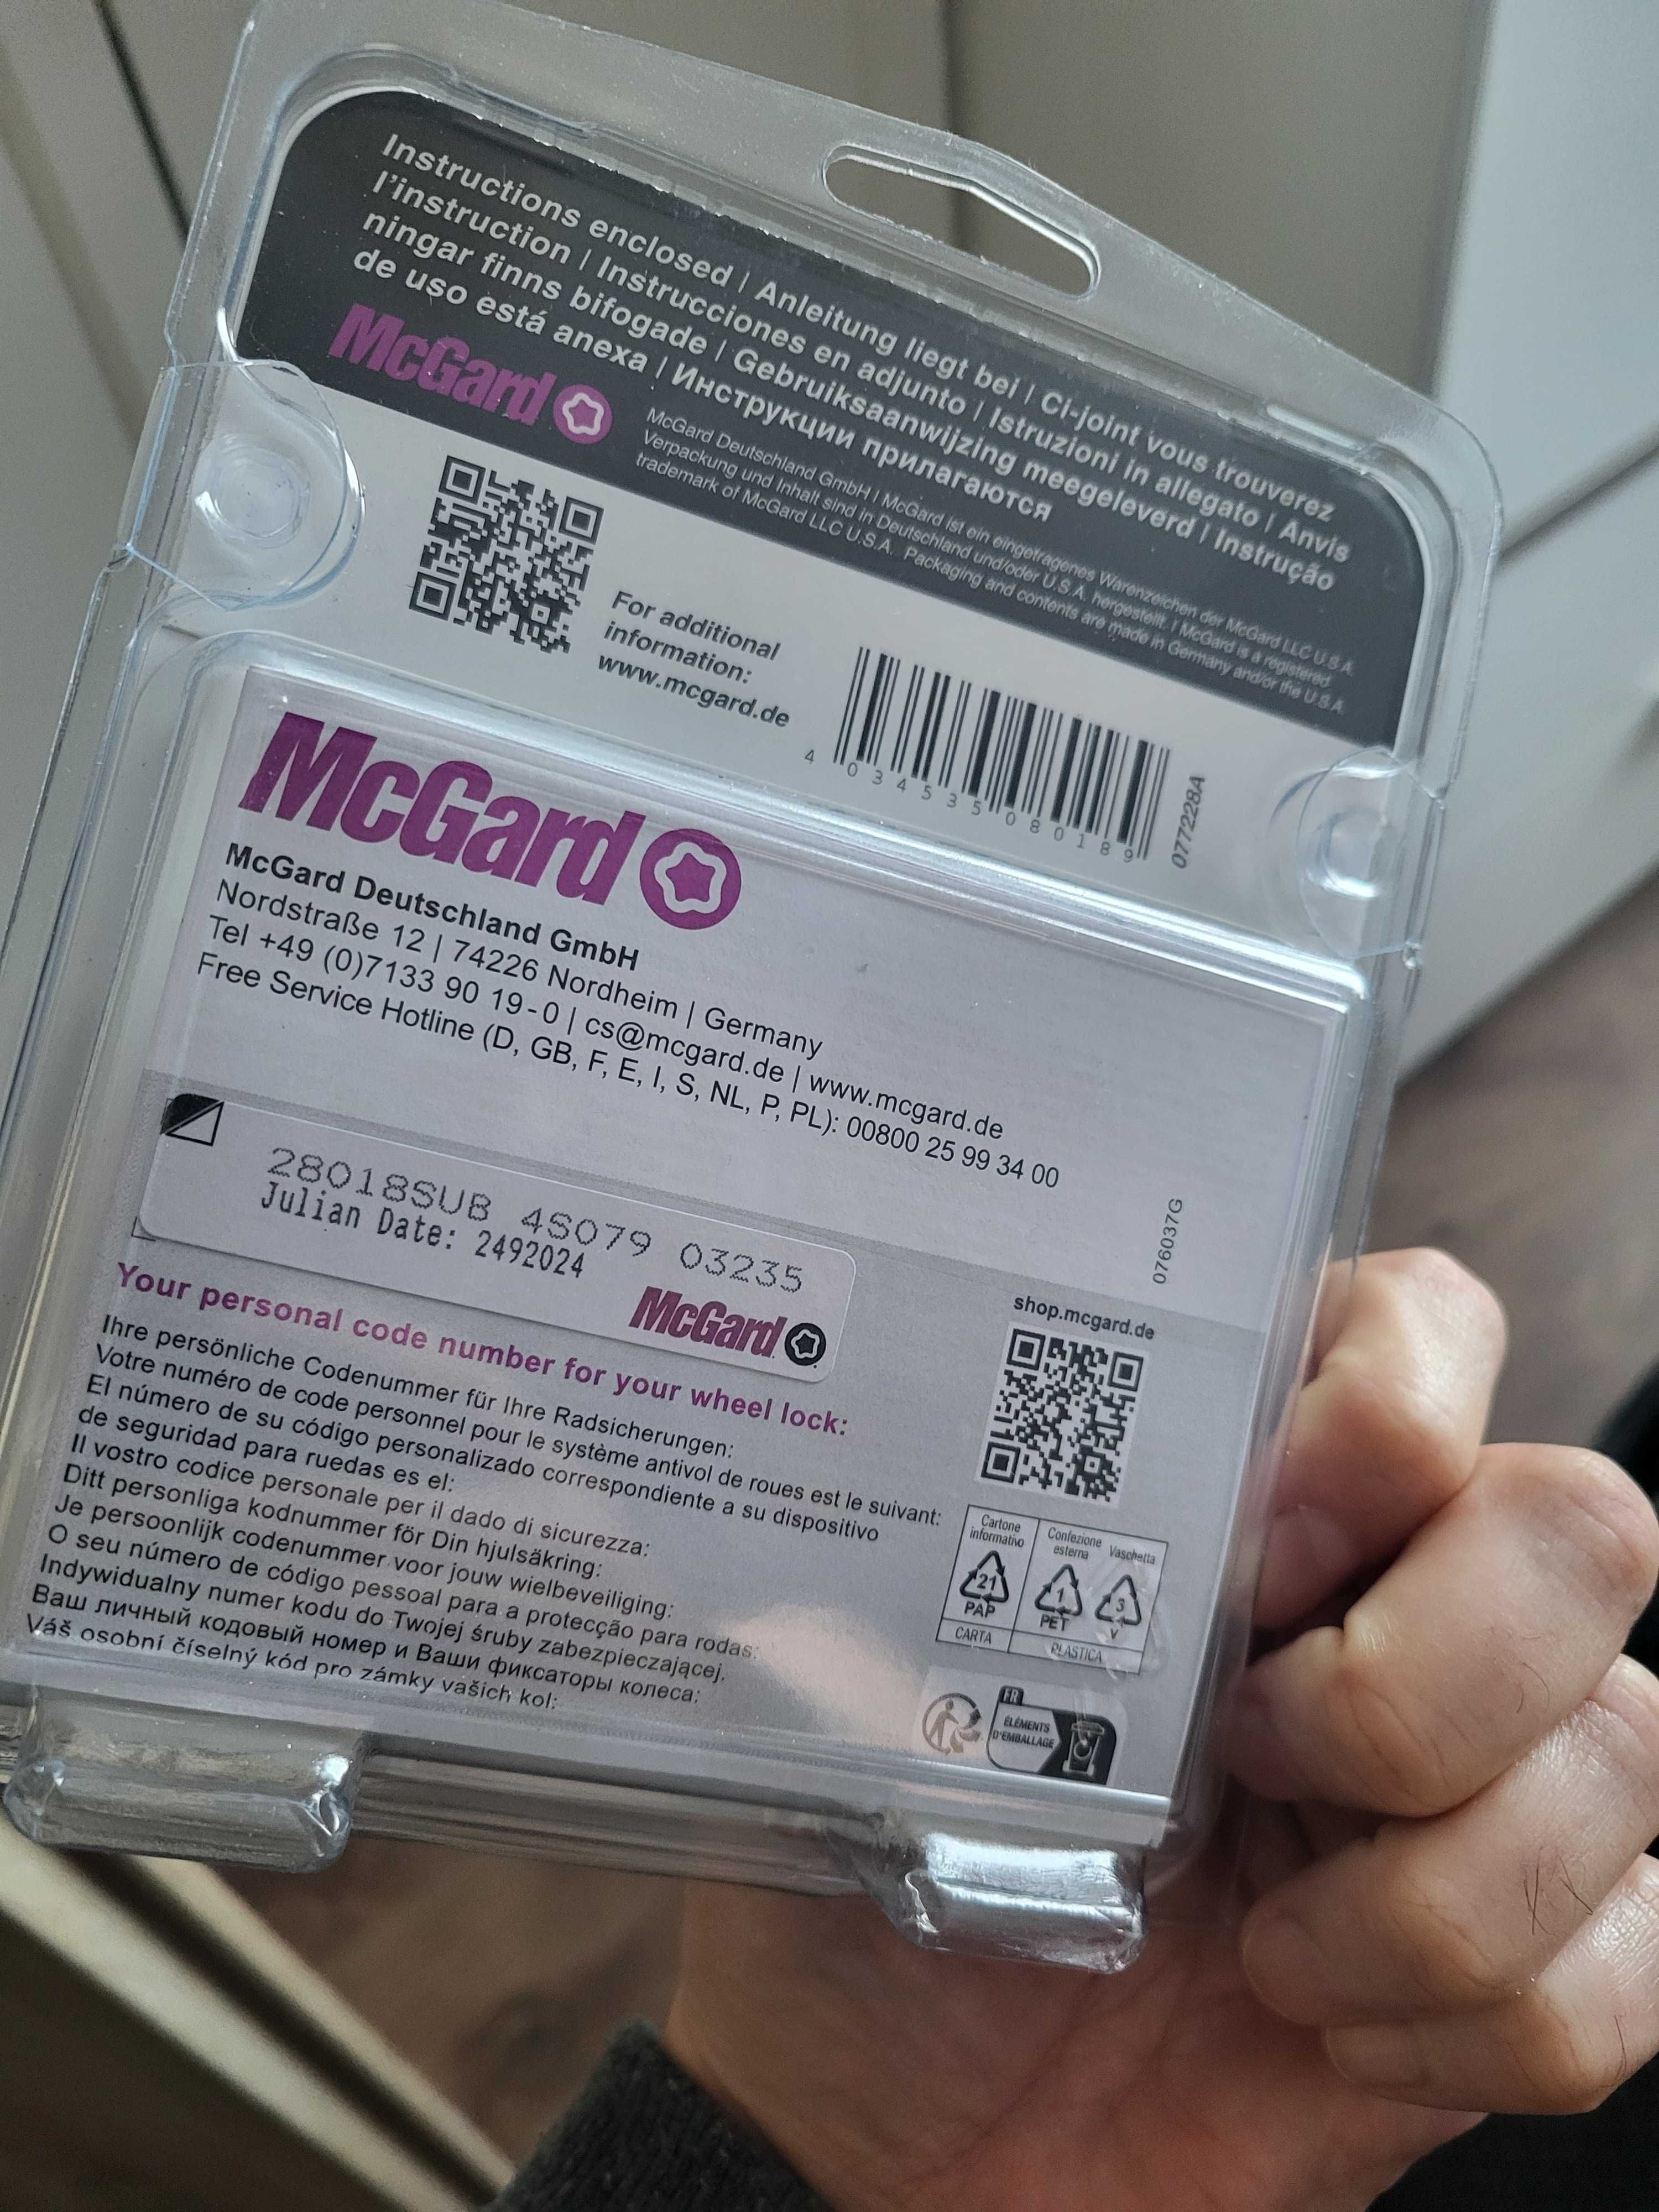 Instructions enclosed | Anleitung liegt bei | Ci-joint vous trouverez
l'instruction | Instrucciones en adjunto | Istruzioni in allegato | Anvis
ningar finns bifogade | Gebruiksaanwijzing meegeleverd | Instrução
de uso está anexa | Инструкции прилагаются
McGard
McGard Deutschland GmbH | McGard ist ein eingetragenes Warenzeichen der McGard LLC U.S.A.
Verpackung und Inhalt sind in Deutschland und/oder U.S.A. hergestellt. | McGard is a registered
trademark of McGard LLC U.S.A. Packaging and contents are made in Germany and/or the U.S.A.
For additional
information:
www.mcgard.de
4 034535 080189
077228A
McGard
McGard Deutschland GmbH
Nordstraße 12 | 74226 Nordheim | Germany
Tel +49 (0)7133 90 19-0 | cs@mcgard.de | www.mcgard.de
Free Service Hotline (D, GB, F, E, I, S, NL, P, PL): 00800 25 99 34 00
076037G
28018SUB 4S079 03235
Julian Date: 2492024
McGard
Your personal code number for your wheel lock:
Ihre persönliche Codenummer für Ihre Radsicherungen:
Votre numéro de code personnel pour le système antivol de roues est le suivant:
El número de su código personalizado correspondiente a su dispositivo
de seguridad para ruedas es el:
Il vostro codice personale per il dado di sicurezza:
Ditt personliga kodnummer för Din hjulsäkring:
Je persoonlijk codenummer voor jouw wielbeveiliging:
O seu número de código pessoal para a protecção para rodas:
Indywidualny numer kodu do Twojej śruby zabezpieczającej.
Ваш личный кодовый номер и Ваши фиксаторы колеса:
Váš osobní číselný kód pro zámky vašich kol:
shop.mcgard.de
Cartone
informativo
Confezione
esterna
Vaschetta
21
PAP
1
PET
3
V
CARTA
PLASTICA
FR
ÉLÉMENTS
D'EMBALLAGE